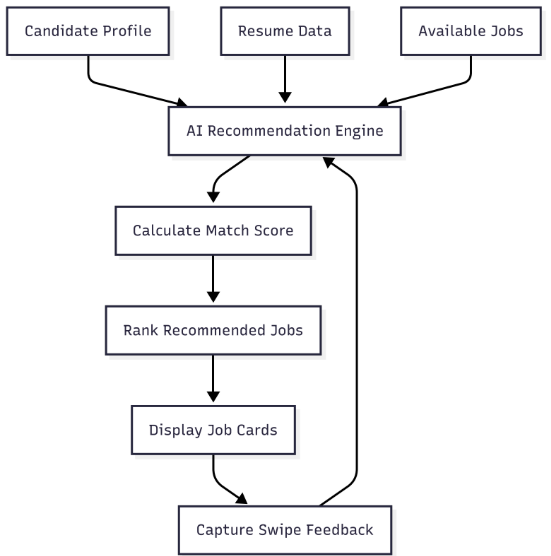 Candidate Profile
Resume Data
Available Jobs
AI Recommendation Engine
Calculate Match Score
Rank Recommended Jobs
Display Job Cards
Capture Swipe Feedback